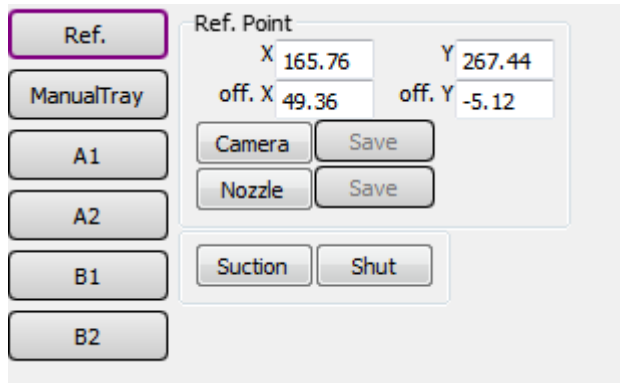 Ref.
ManualTray
A1
A2
B1
B2
Ref. Point
X 165.76 Y 267.44
off. X 49.36 off. Y -5.12
Camera Save
Nozzle Save
Suction Shut